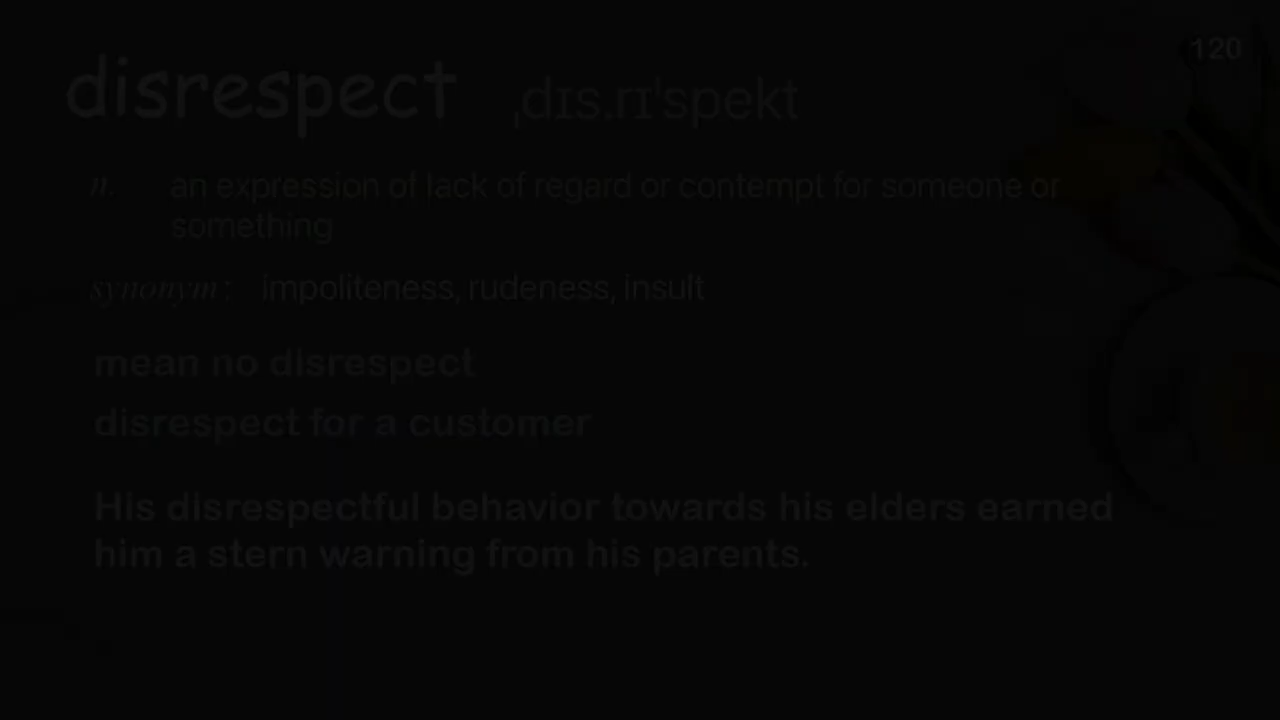 120
disrespect ˌdɪs.rɪˈspekt
n. an expression of lack of regard or contempt for someone or
something
synonym : impoliteness, rudeness, insult
mean no disrespect
disrespect for a customer
His disrespectful behavior towards his elders earned
him a stern warning from his parents.